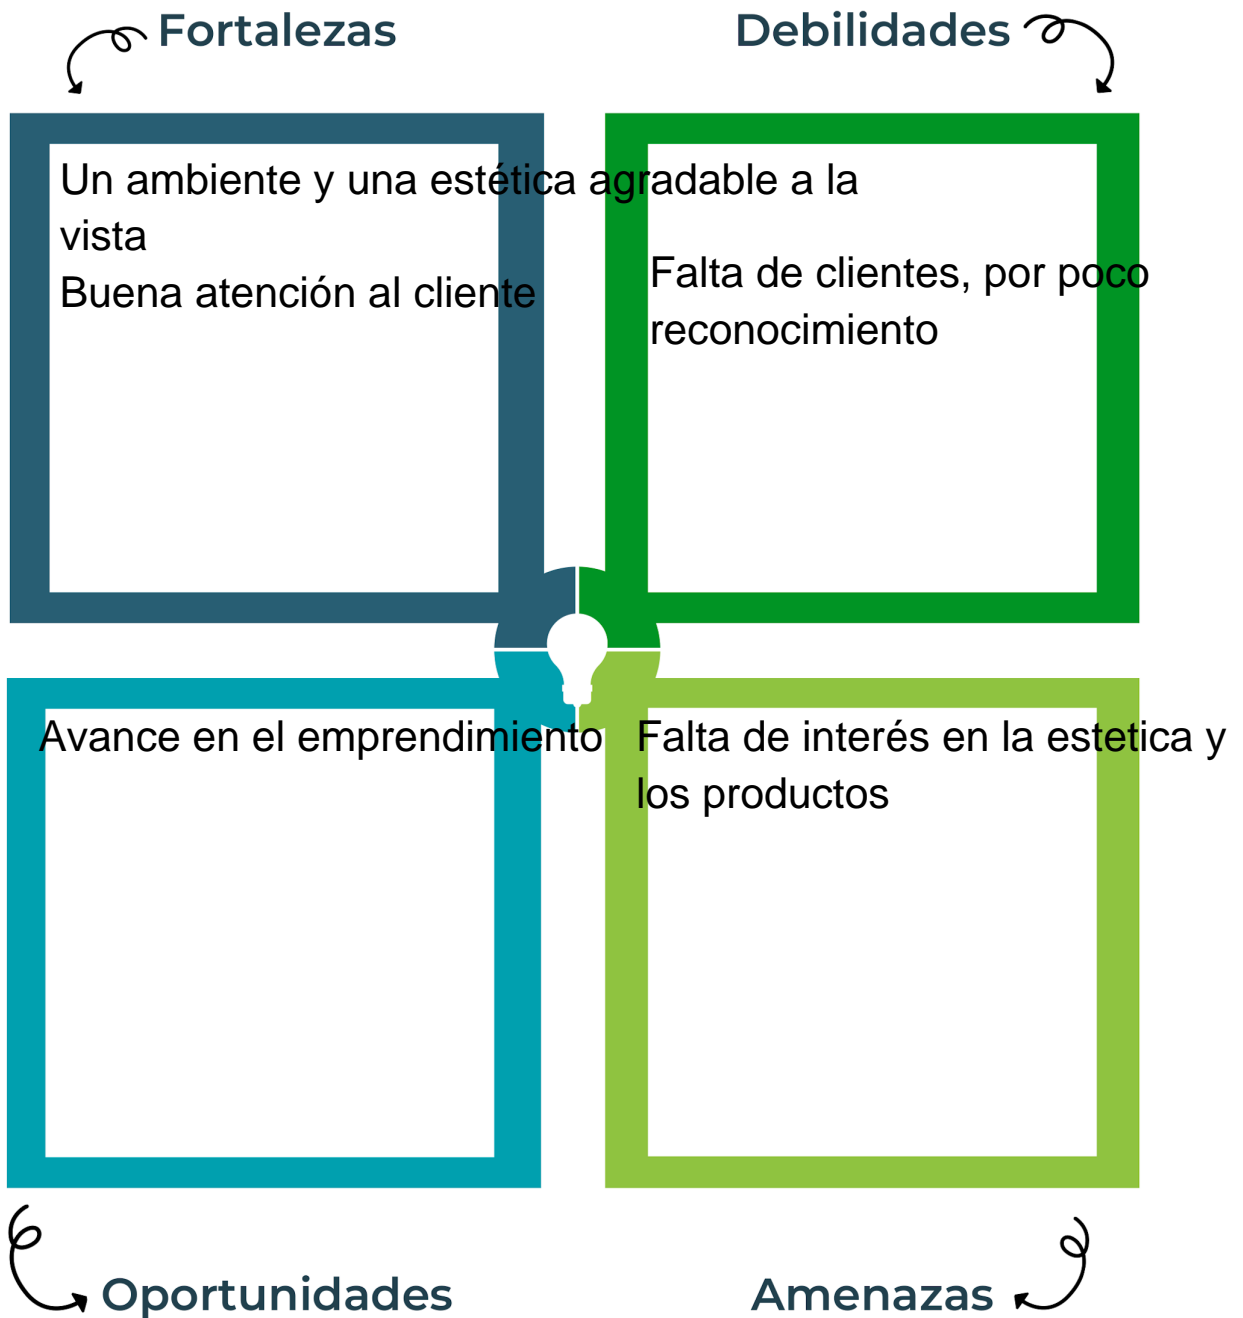 Fortalezas
Debilidades
Un ambiente y una estética agradable a la
vista
Buena atención al cliente
Falta de clientes, por poco
reconocimiento
Avance en el emprendimiento
Falta de interés en la estetica y
los productos
Oportunidades
Amenazas